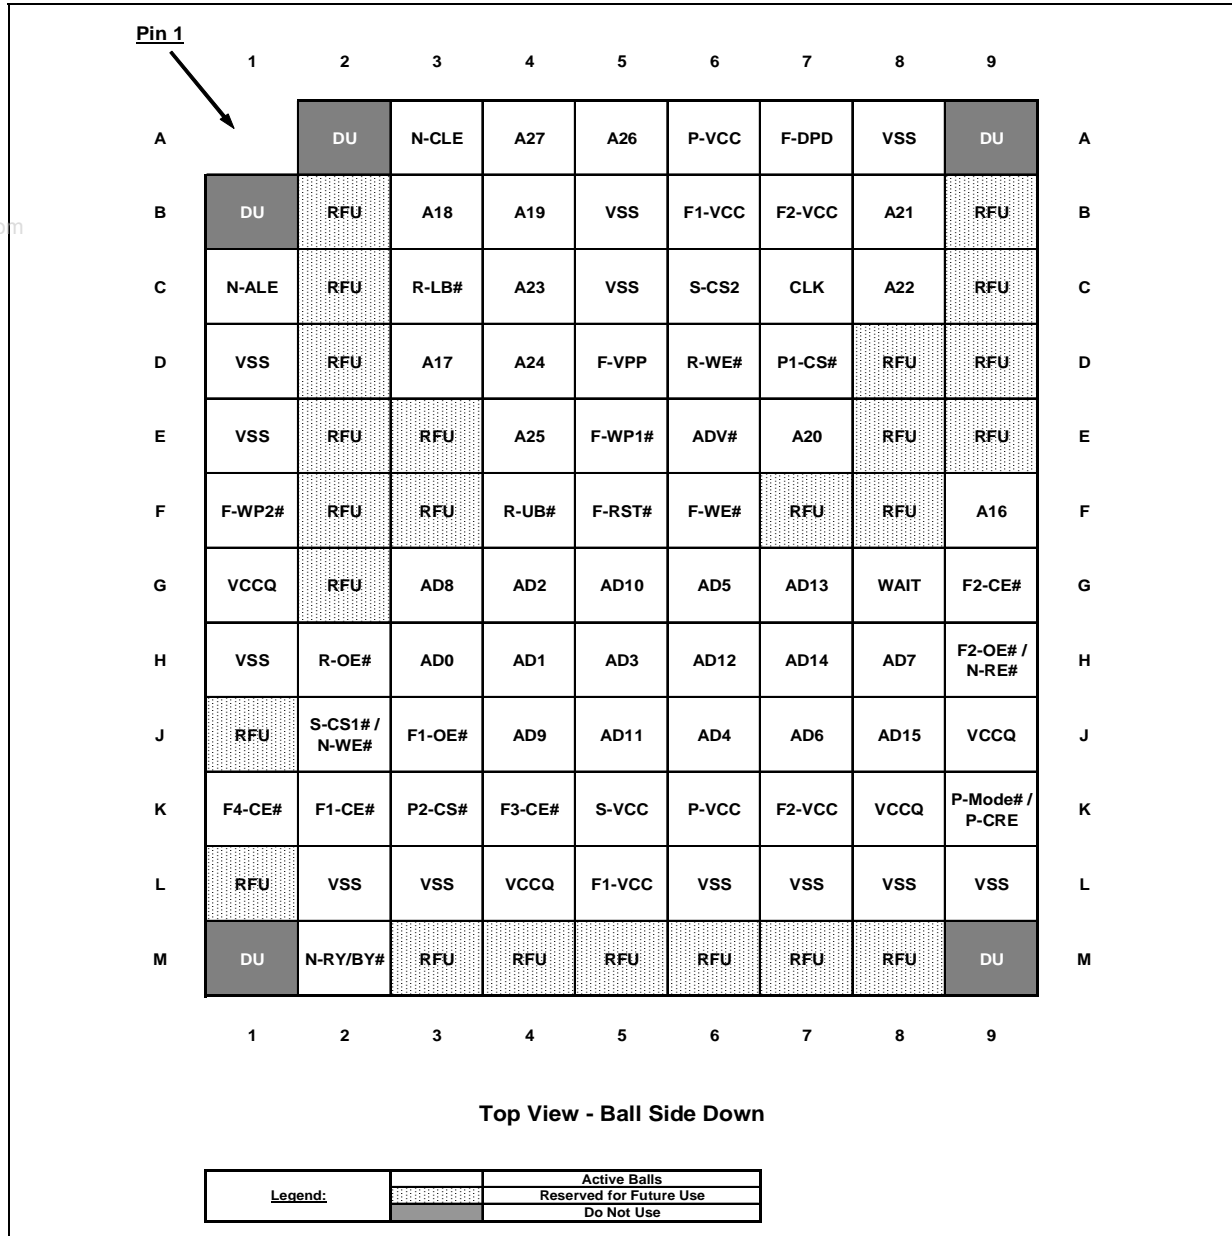 Pin 1
1 2 3 4 5 6 7 8 9
A DU N-CLE A27 A26 P-VCC F-DPD VSS DU A
B DU RFU A18 A19 VSS F1-VCC F2-VCC A21 RFU B
om
C N-ALE RFU R-LB# A23 VSS S-CS2 CLK A22 RFU C
D VSS RFU A17 A24 F-VPP R-WE# P1-CS# RFU RFU D
E VSS RFU RFU A25 F-WP1# ADV# A20 RFU RFU E
F F-WP2# RFU RFU R-UB# F-RST# F-WE# RFU RFU A16 F
G VCCQ RFU AD8 AD2 AD10 AD5 AD13 WAIT F2-CE# G
H VSS R-OE# AD0 AD1 AD3 AD12 AD14 AD7 F2-OE# / N-RE# H
J RFU S-CS1# / N-WE# F1-OE# AD9 AD11 AD4 AD6 AD15 VCCQ J
K F4-CE# F1-CE# P2-CS# F3-CE# S-VCC P-VCC F2-VCC VCCQ P-Mode# / P-CRE K
L RFU VSS VSS VCCQ F1-VCC VSS VSS VSS VSS L
M DU N-RY/BY# RFU RFU RFU RFU RFU RFU DU M
1 2 3 4 5 6 7 8 9
Top View - Ball Side Down
Legend:
Active Balls
Reserved for Future Use
Do Not Use